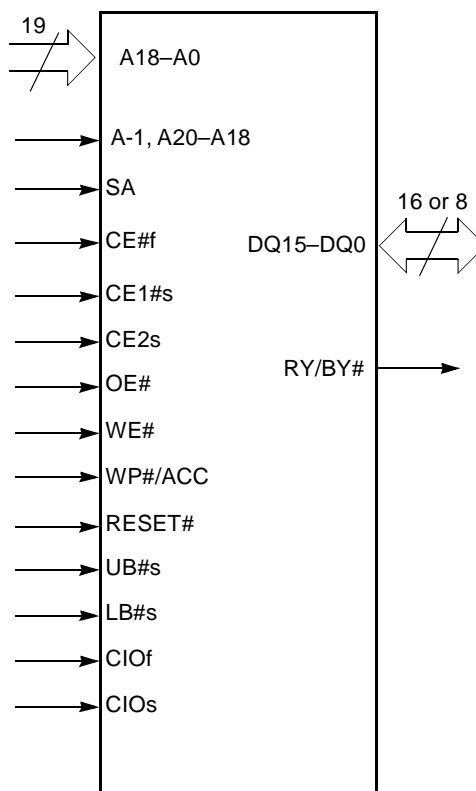 19
A18–A0
A-1, A20–A18
SA
16 or 8
CE#f
DQ15–DQ0
CE1#s
CE2s
RY/BY#
OE#
WE#
WP#/ACC
RESET#
UB#s
LB#s
CIOf
CIOs